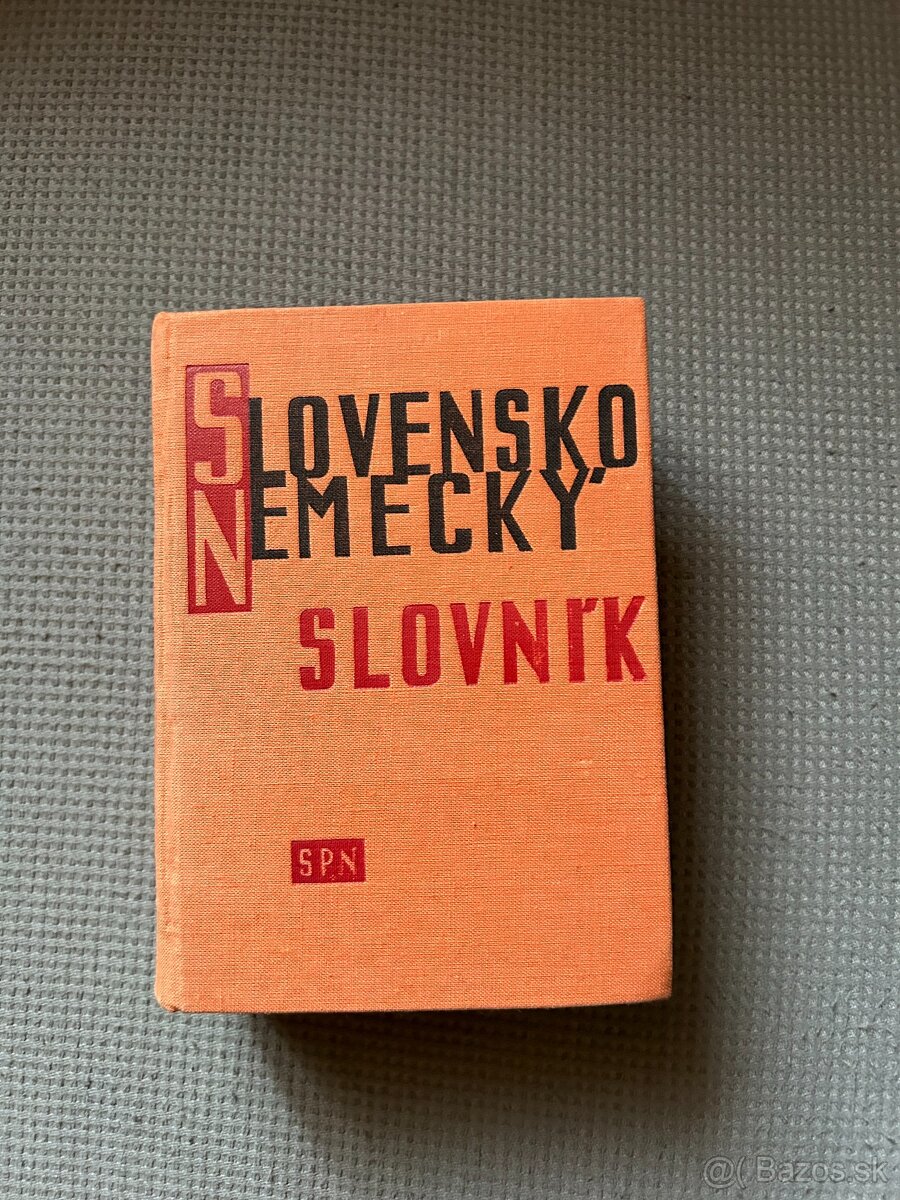 SLOVENSKO
NEMECKÝ
SLOVNÍK
SPN
@( Bazos.sk